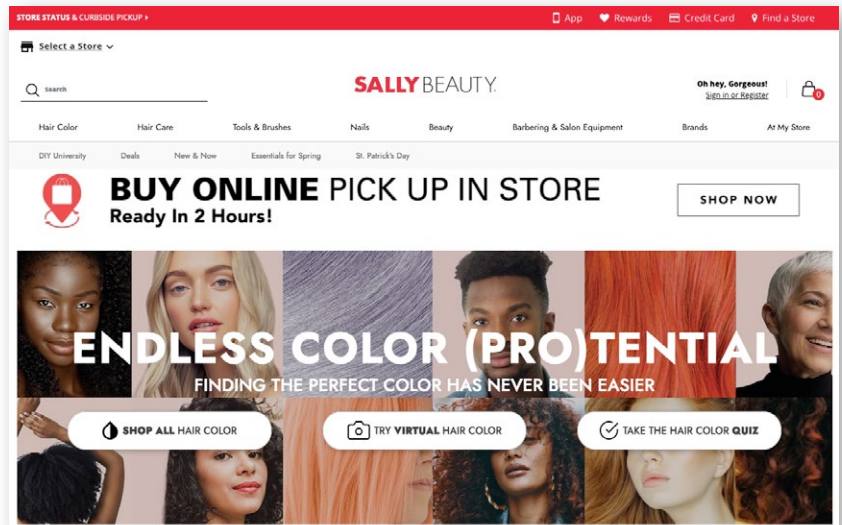 STORE STATUS & CURBSIDE PICKUP
App Rewards Credit Card Find a Store
Select a Store
Search
SALLY BEAUTY
Oh hey, Gorgeous!
Sign in or Register
0
Hair Color Hair Care Tools & Brushes Nails Beauty Barbering & Salon Equipment Brands At My Store
DIY University Deals New & Now Essentials for Spring St. Patrick's Day
BUY ONLINE PICK UP IN STORE
Ready In 2 Hours!
SHOP NOW
ENDLESS COLOR (PRO)TENTIAL
FINDING THE PERFECT COLOR HAS NEVER BEEN EASIER
SHOP ALL HAIR COLOR
TRY VIRTUAL HAIR COLOR
TAKE THE HAIR COLOR QUIZ